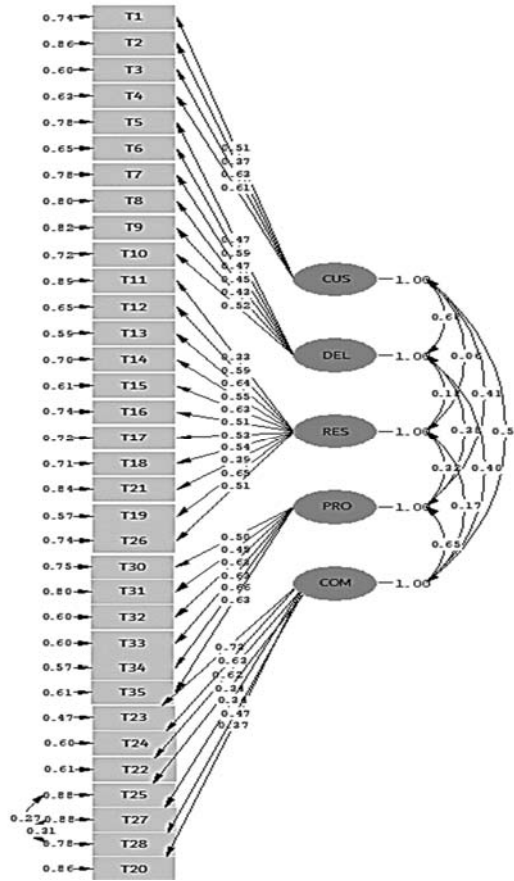 0.74 T1
0.86 T2
0.60 T3
0.63 T4
0.78 T5
0.65 T6
0.78 T7
0.80 T8
0.82 T9
0.72 T10
0.89 T11
0.65 T12
0.59 T13
0.70 T14
0.61 T15
0.74 T16
0.72 T17
0.71 T18
0.84 T21
0.57 T19
0.74 T26
0.75 T30
0.80 T31
0.60 T32
0.60 T33
0.57 T34
0.61 T35
0.47 T23
0.60 T24
0.61 T22
0.88 T25
0.27 0.88 T27
0.31
0.78 T28
0.86 T20
0.51
0.37
0.63
0.61
0.47
0.59
0.47
0.45
0.43
0.52
0.33
0.59
0.64
0.55
0.63
0.51
0.53
0.54
0.39
0.65
0.51
0.50
0.45
0.63
0.63
0.66
0.63
0.73
0.63
0.62
0.34
0.34
0.47
0.37
CUS 1.00
DEL 1.00
RES 1.00
PRO 1.00
COM 1.00
0.06
0.41
0.40
0.32
0.17
0.65